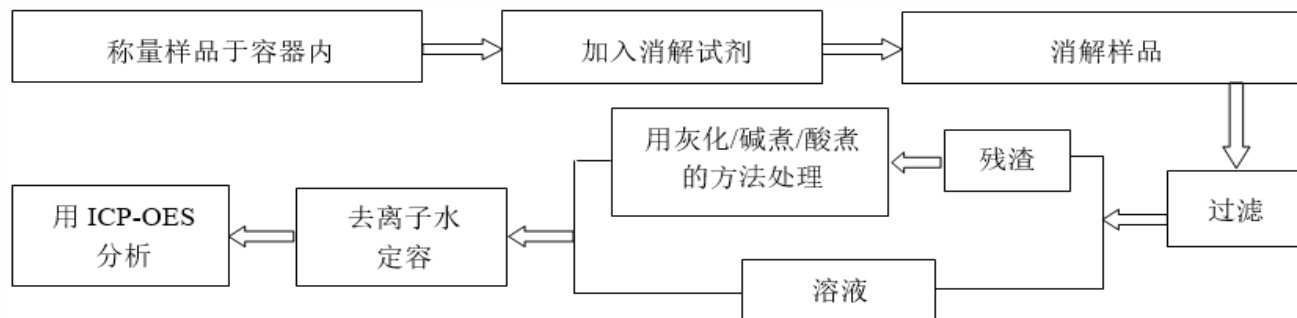 称量样品于容器内
加入消解试剂
消解样品
过滤
残渣
用灰化/碱煮/酸煮
的方法处理
溶液
去离子水
定容
用 ICP-OES
分析